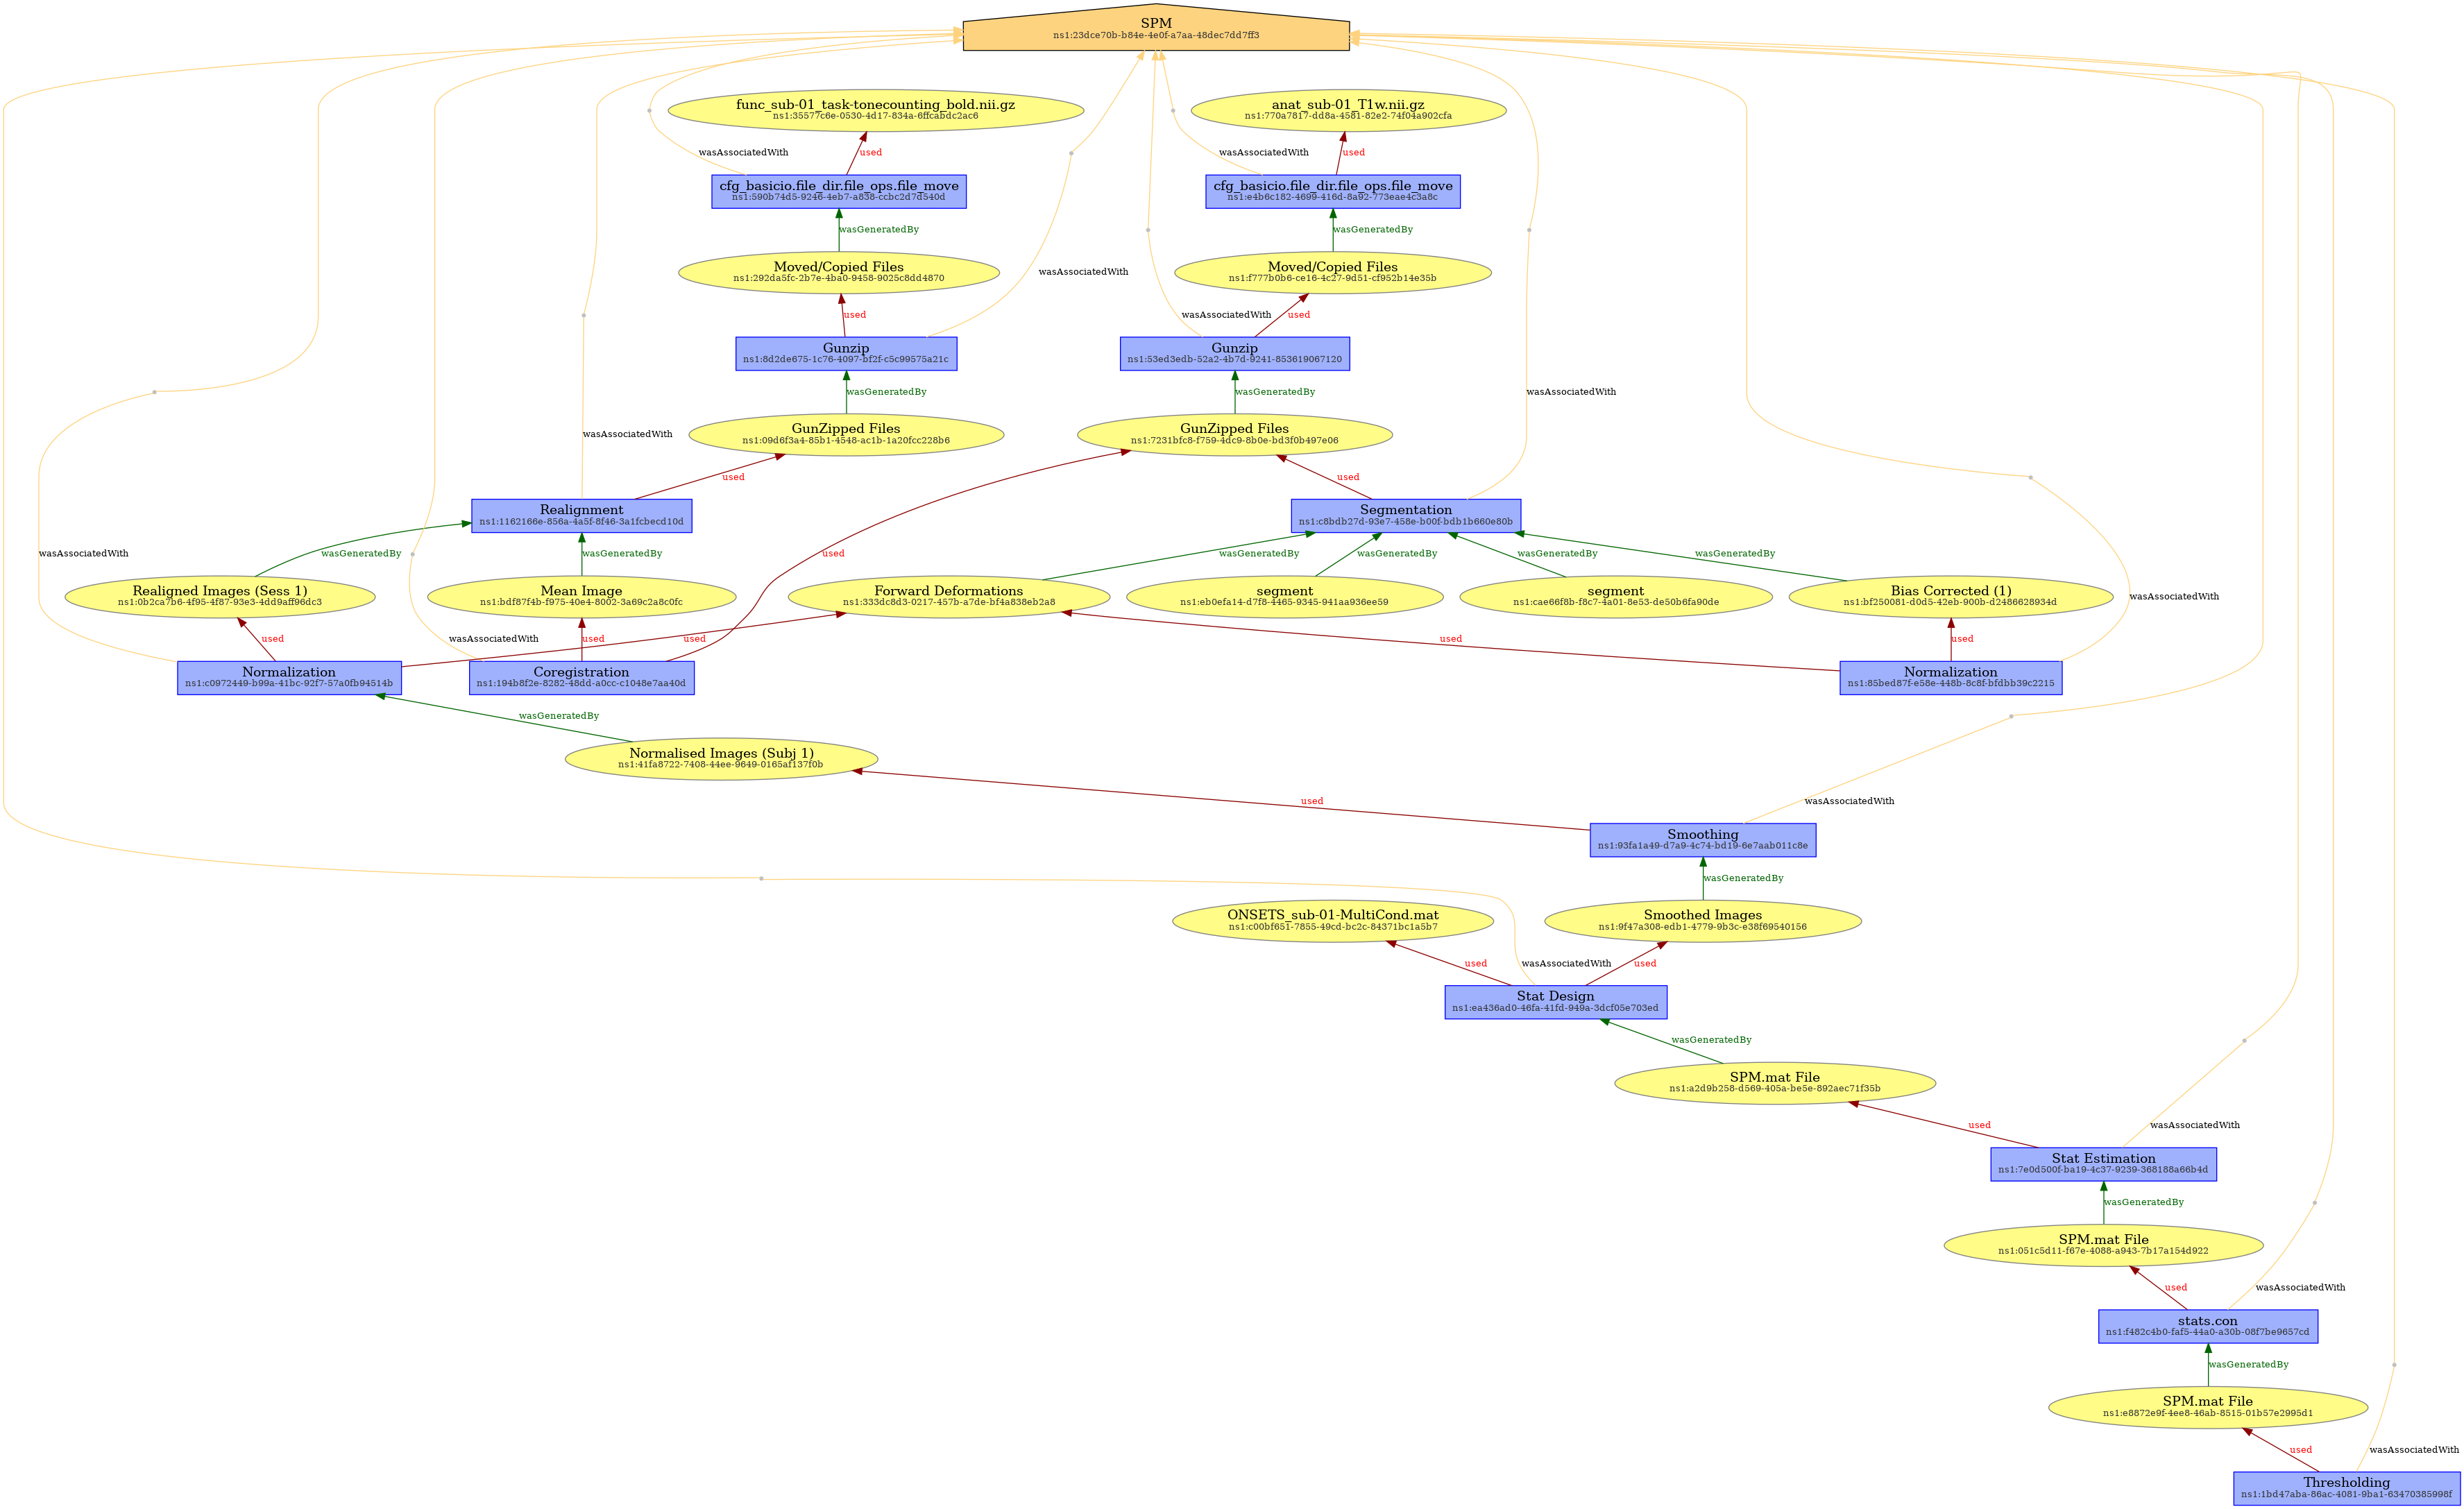 SPM
ns1:23dce70b-b84e-4e0f-a7aa-48dec7dd7ff3
func_sub-01_task-tonecounting_bold.nii.gz
ns1:35577c6e-0530-4d17-834a-6ffcabdc2ac6
anat_sub-01_T1w.nii.gz
ns1:770a7817-dd8a-4581-82e2-74f04a902cfa
wasAssociatedWith
used
wasAssociatedWith
used
cfg_basicio.file_dir.file_ops.file_move
ns1:590b74d5-9246-4eb7-a838-ccbc2d7d540d
cfg_basicio.file_dir.file_ops.file_move
ns1:e4b6c182-4699-416d-8a92-773eae4c3a8c
wasGeneratedBy
wasGeneratedBy
Moved/Copied Files
ns1:292da5fc-2b7e-4ba0-9458-9025c8dd4870
wasAssociatedWith
Moved/Copied Files
ns1:f777b0b6-ce16-4c27-9d51-cf952b14e35b
used
wasAssociatedWith
used
Gunzip
ns1:8d2de675-1c76-4097-bf2f-c5c99575a21c
Gunzip
ns1:53ed3edb-52a2-4b7d-9241-853619067120
wasGeneratedBy
wasGeneratedBy
wasAssociatedWith
wasAssociatedWith
GunZipped Files
ns1:09d6f3a4-85b1-4548-ac1b-1a20fcc228b6
GunZipped Files
ns1:7231bfc8-f759-4dc9-8b0e-bd3f0b497e06
used
used
Realignment
ns1:1162166e-856a-4a5f-8f46-3a1fcbecd10d
Segmentation
ns1:c8bdb27d-93e7-458e-b00f-bdb1b660e80b
wasAssociatedWith
wasGeneratedBy
wasGeneratedBy
used
wasGeneratedBy
wasGeneratedBy
wasGeneratedBy
wasGeneratedBy
Realigned Images (Sess 1)
ns1:0b2ca7b6-4f95-4f87-93e3-4dd9aff96dc3
Mean Image
ns1:bdf87f4b-f975-40e4-8002-3a69c2a8c0fc
Forward Deformations
ns1:333dc8d3-0217-457b-a7de-bf4a838eb2a8
segment
ns1:eb0efa14-d7f8-4465-9345-941aa936ee59
segment
ns1:cae66f8b-f8c7-4a01-8e53-de50b6fa90de
Bias Corrected (1)
ns1:bf250081-d0d5-42eb-900b-d2486628934d
wasAssociatedWith
used
wasAssociatedWith
used
used
used
used
Normalization
ns1:c0972449-b99a-41bc-92f7-57a0fb94514b
Coregistration
ns1:194b8f2e-8282-48dd-a0cc-c1048e7aa40d
Normalization
ns1:85bed87f-e58e-448b-8c8f-bfdbb39c2215
wasGeneratedBy
Normalised Images (Subj 1)
ns1:41fa8722-7408-44ee-9649-0165af137f0b
used
wasAssociatedWith
Smoothing
ns1:93fa1a49-d7a9-4c74-bd19-6e7aab011c8e
wasGeneratedBy
ONSETS_sub-01-MultiCond.mat
ns1:c00bf651-7855-49cd-bc2c-84371bc1a5b7
Smoothed Images
ns1:9f47a308-edb1-4779-9b3c-e38f69540156
used
wasAssociatedWith
used
Stat Design
ns1:ea436ad0-46fa-41fd-949a-3dcf05e703ed
wasGeneratedBy
SPM.mat File
ns1:a2d9b258-d569-405a-be5e-892aec71f35b
used
wasAssociatedWith
Stat Estimation
ns1:7e0d500f-ba19-4c37-9239-368188a66b4d
wasGeneratedBy
SPM.mat File
ns1:051c5d11-f67e-4088-a943-7b17a154d922
used
wasAssociatedWith
stats.con
ns1:f482c4b0-faf5-44a0-a30b-08f7be9657cd
wasGeneratedBy
SPM.mat File
ns1:e8872e9f-4ee8-46ab-8515-01b57e2995d1
used
wasAssociatedWith
Thresholding
ns1:1bd47aba-86ac-4081-9ba1-63470385998f